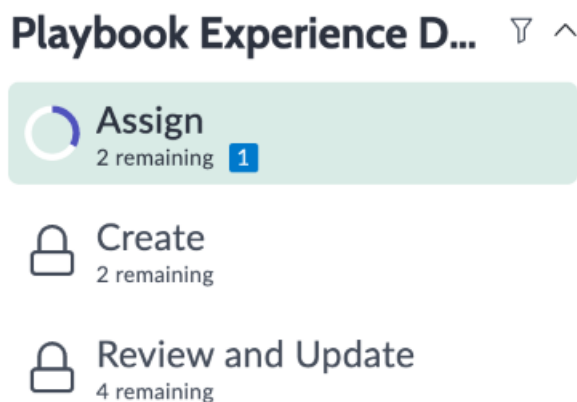 Playbook Experience D...
Assign
2 remaining 1
Create
2 remaining
Review and Update
4 remaining